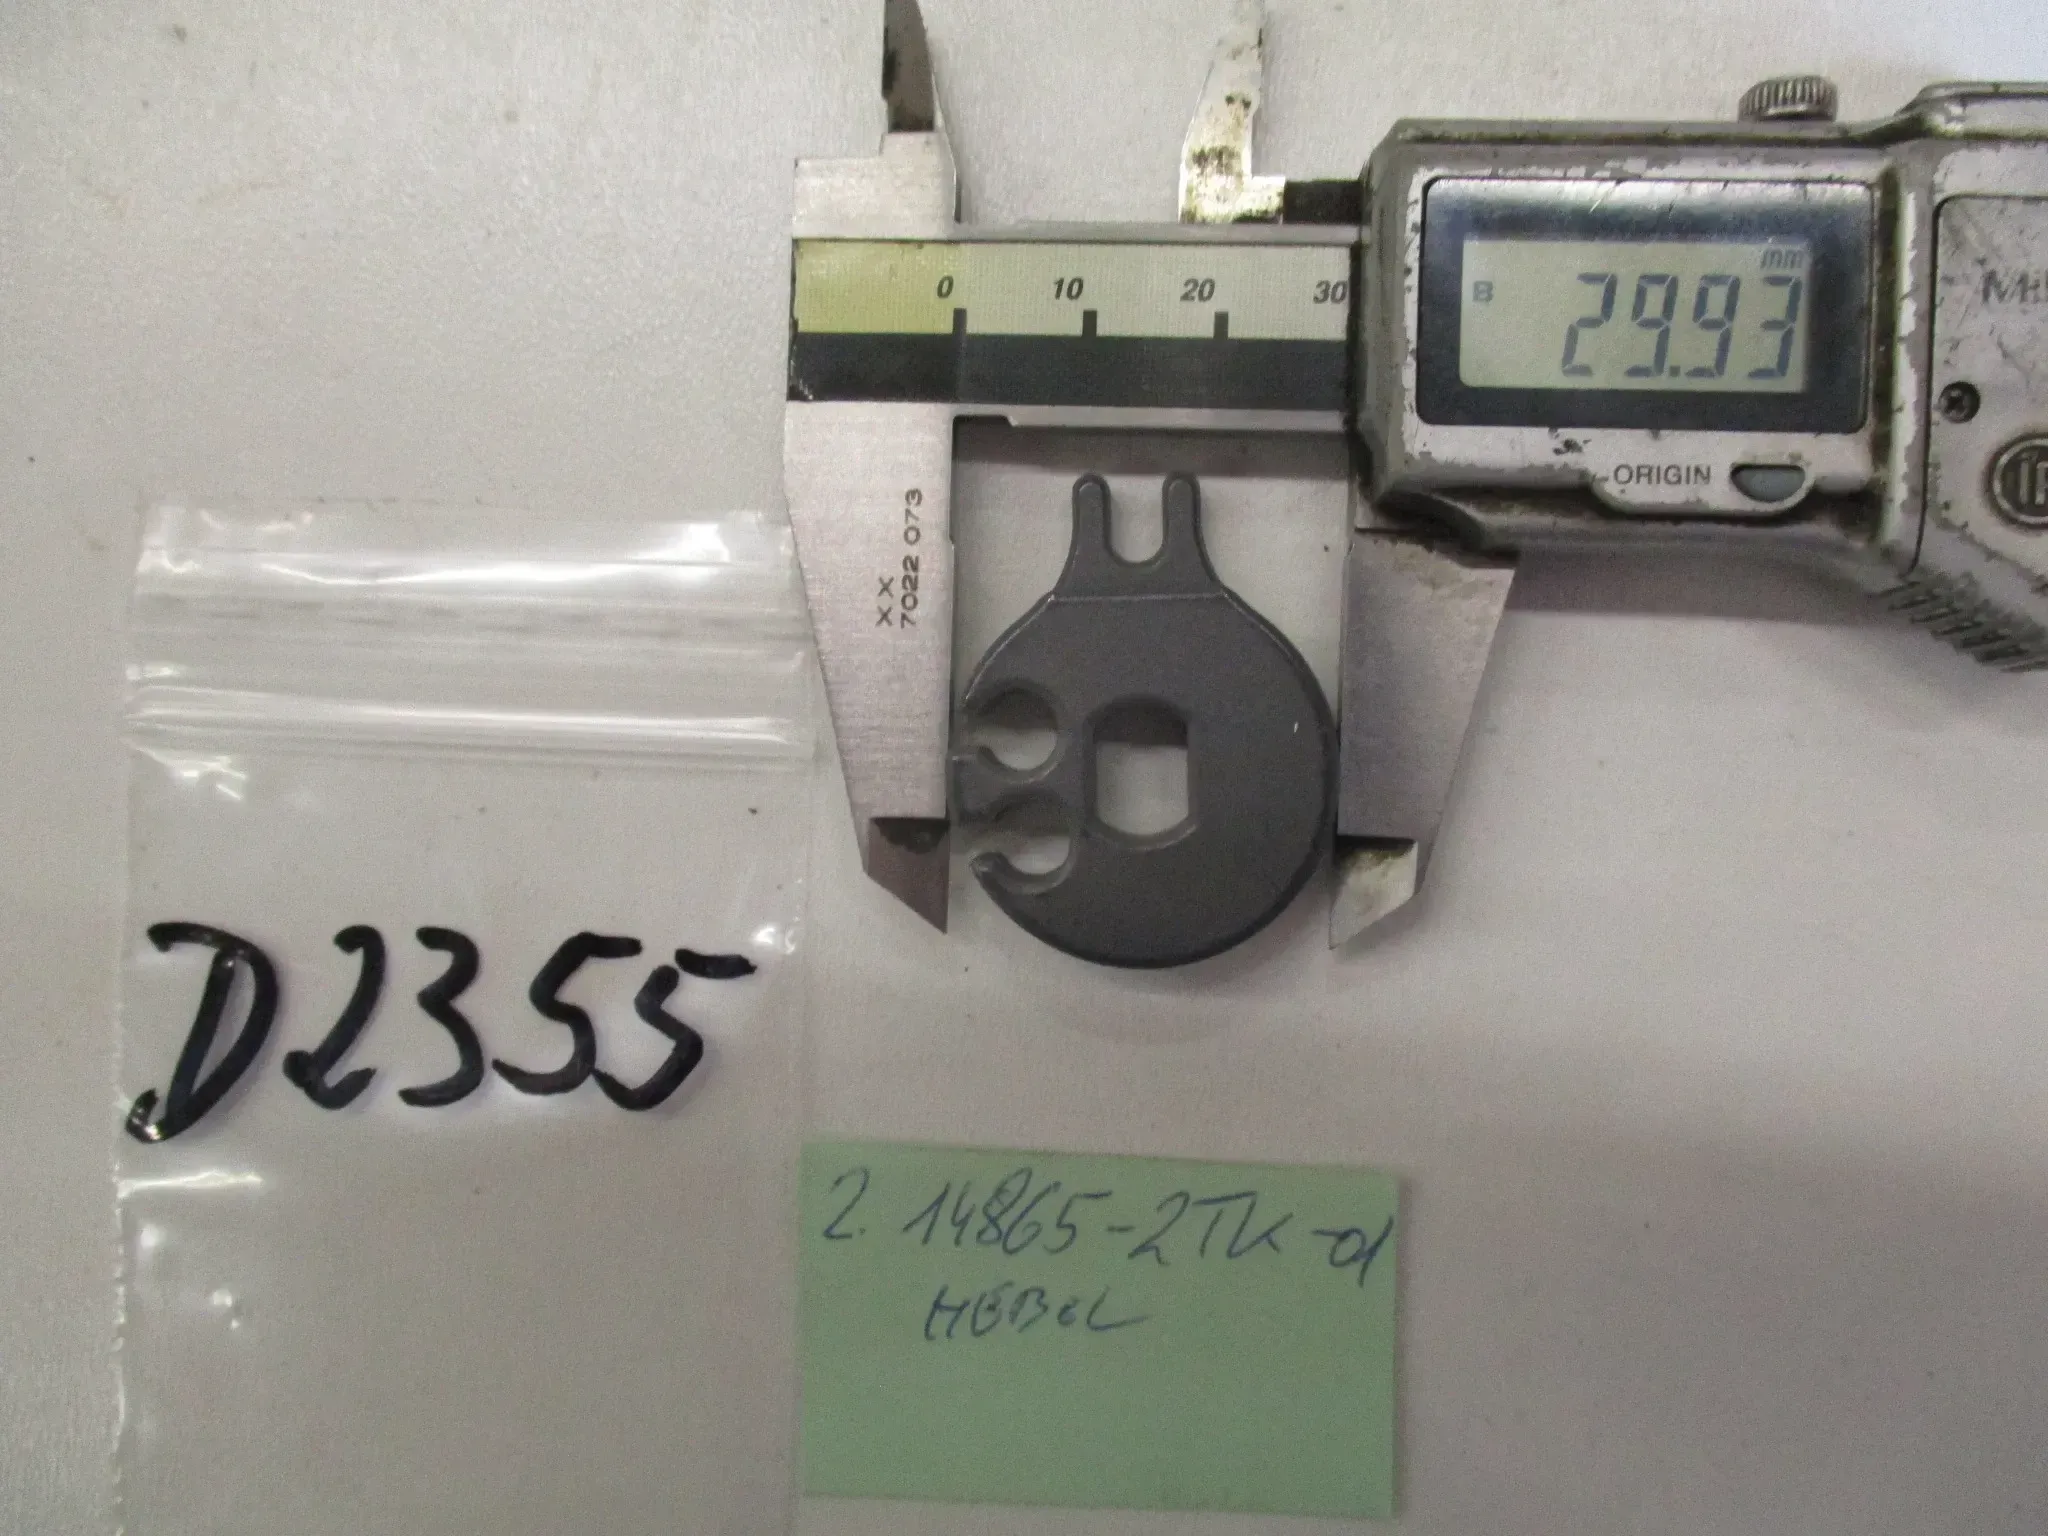 0 10 20 30
mm
B 29.93
ORIGIN
XX
7022 073
D2355
2. 14865-2TK-01
HEBEL